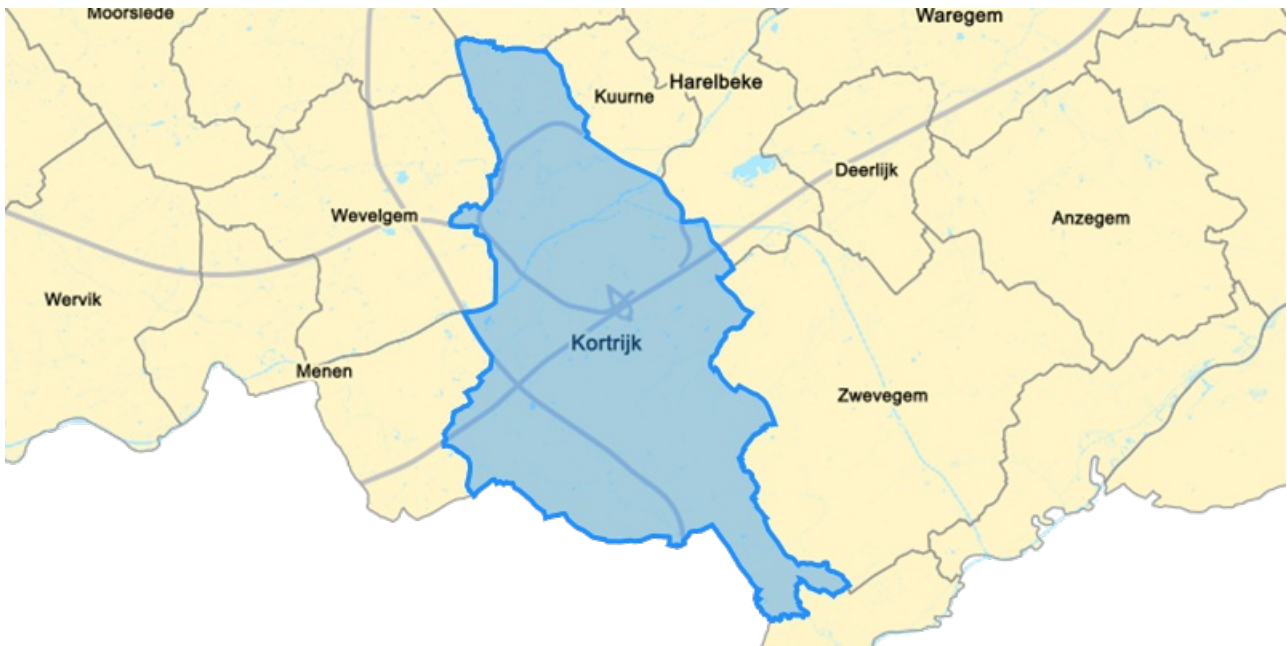 Moorslede
Waregem
Kuurne
Harelbeke
Deerlijk
Wevelgem
Anzegem
Wervik
Kortrijk
Menen
Zwevegem